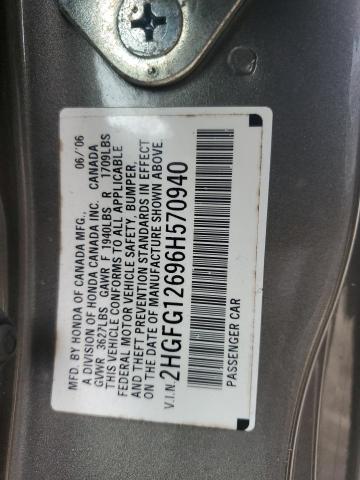 MFD. BY HONDA OF CANADA MFG., 06/'06
A DIVISION OF HONDA CANADA INC. CANADA
GVWR 3627LBS GAWR F 1940LBS R 1709LBS
THIS VEHICLE CONFORMS TO ALL APPLICABLE
FEDERAL MOTOR VEHICLE SAFETY, BUMPER,
AND THEFT PREVENTION STANDARDS IN EFFECT
ON THE DATE OF MANUFACTURE SHOWN ABOVE.
V.I.N. 2HGFG12696H570940
PASSENGER CAR